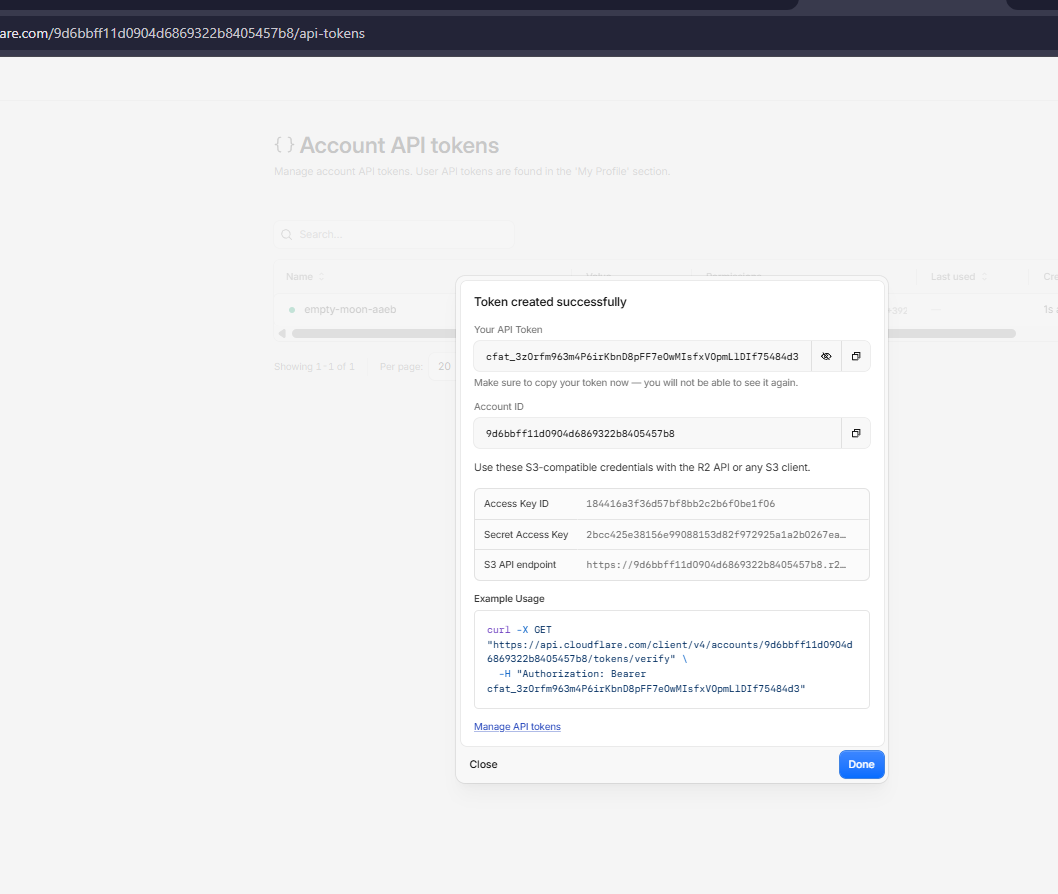 are.com/9d6bbff11d0904d6869322b8405457b8/api-tokens
{ } Account API tokens
Manage account API tokens. User API tokens are found in the 'My Profile' section.
Search...
Name Value Permissions Last used Cre
empty-moon-aaeb +393 — 1s a
Showing 1-1 of 1 Per page: 20
Token created successfully
Your API Token
cfat_3zOrfm963m4P6irKbnD8pFF7eOwMIsfxVOpmLlDIf75484d3
Make sure to copy your token now — you will not be able to see it again.
Account ID
9d6bbff11d0904d6869322b8405457b8
Use these S3-compatible credentials with the R2 API or any S3 client.
Access Key ID 184416a3f36d57bf8bb2c2b6f0be1f06
Secret Access Key 2bcc425e38156e99088153d82f972925a1a2b0267ea…
S3 API endpoint https://9d6bbff11d0904d6869322b8405457b8.r2…
Example Usage
curl -X GET
"https://api.cloudflare.com/client/v4/accounts/9d6bbff11d0904d
6869322b8405457b8/tokens/verify" \
-H "Authorization: Bearer
cfat_3zOrfm963m4P6irKbnD8pFF7eOwMIsfxVOpmLlDIf75484d3"
Manage API tokens
Close Done